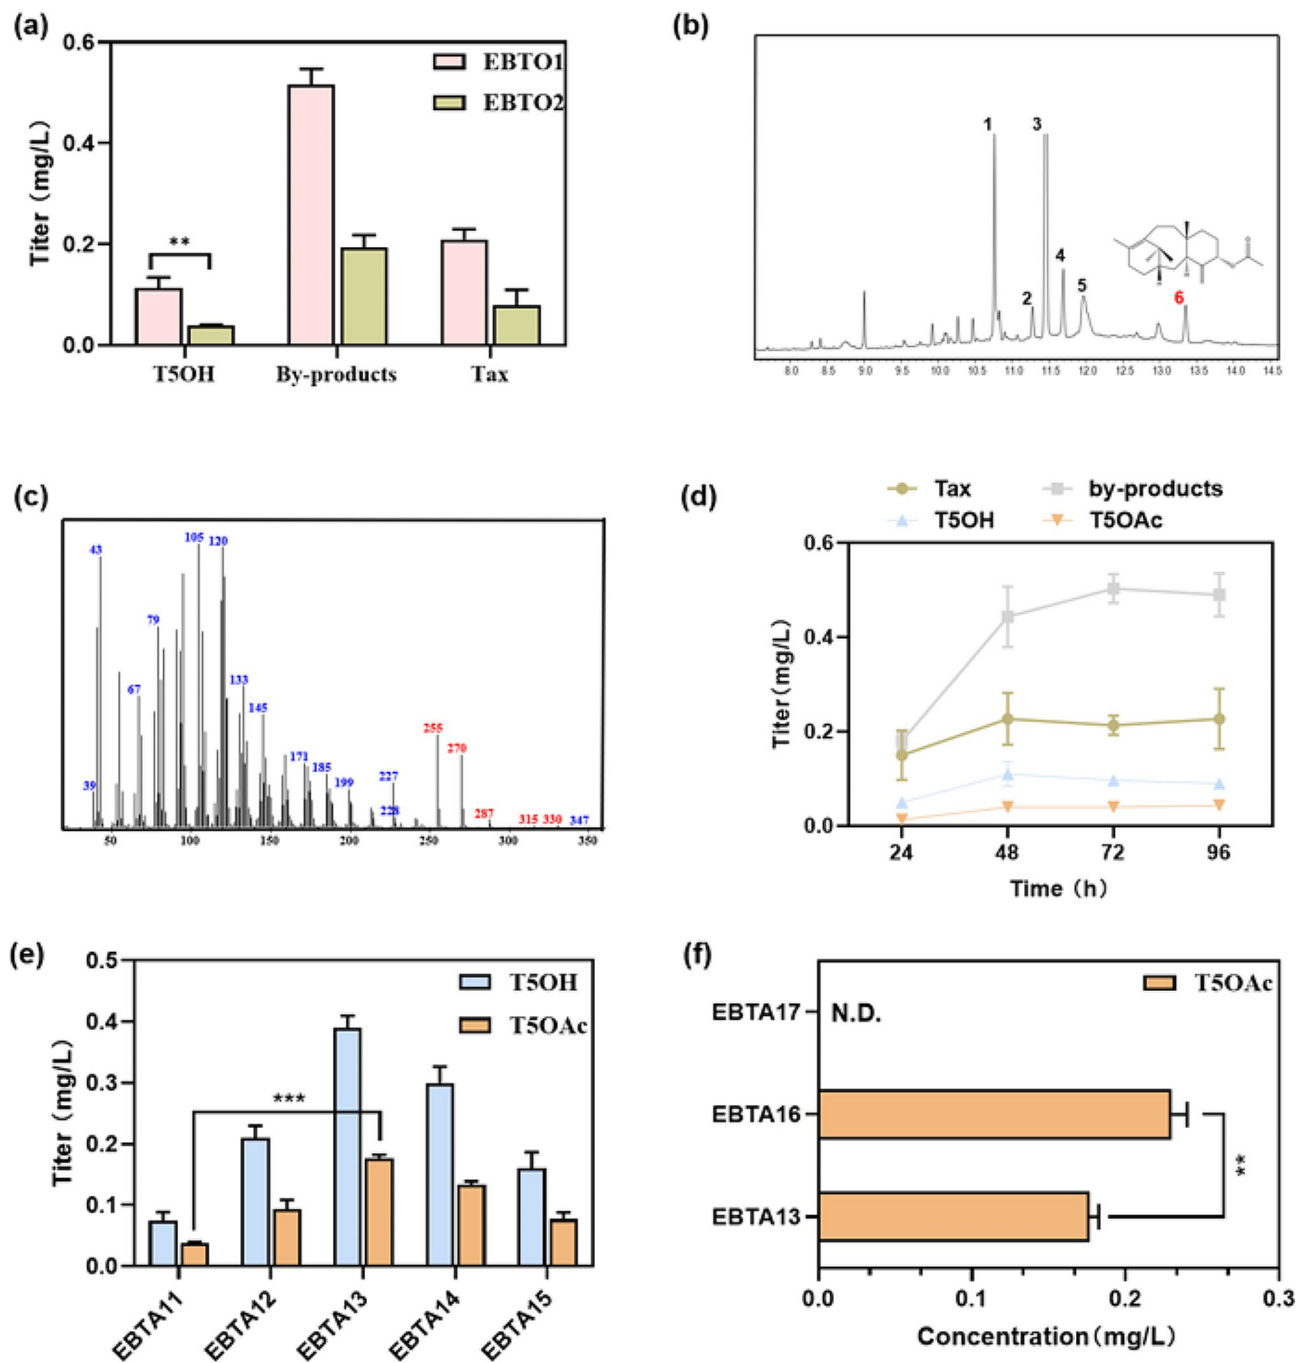 (a)
0.6
0.4
0.2
0.0
Titer (mg/L)
EBTO1
EBTO2
**
T5OH By-products Tax
(b)
1
2
3
4
5
6
O
O
H
H
8.0 8.5 9.0 9.5 10.0 10.5 11.0 11.5 12.0 12.5 13.0 13.5 14.0 14.5
(c)
43
105
120
79
67
133
145
39
171
185
199
227
228
255
270
287
315
330
347
50 100 150 200 250 300 350
(d)
Tax by-products
T5OH T5OAc
0.6
0.4
0.2
0.0
Titer(mg/L)
24 48 72 96
Time (h)
(e)
0.5
0.4
0.3
0.2
0.1
0.0
Titer (mg/L)
T5OH
T5OAc
***
EBTA11 EBTA12 EBTA13 EBTA14 EBTA15
(f)
T5OAc
EBTA17 N.D.
EBTA16
**
EBTA13
0.0 0.1 0.2 0.3
Concentration(mg/L)